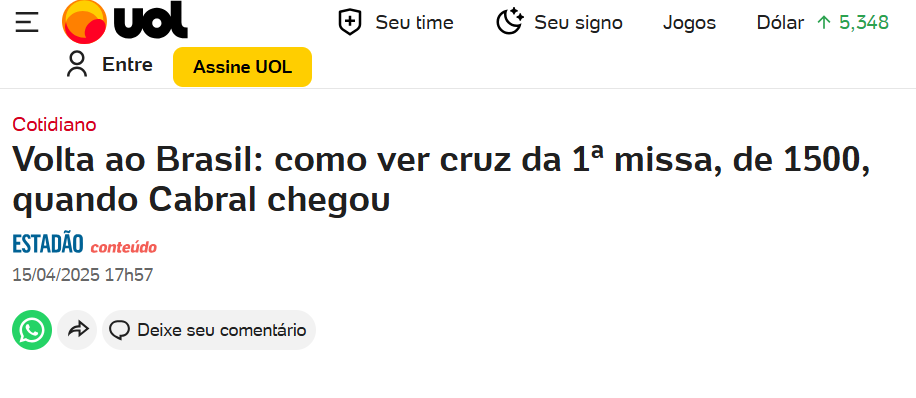 UOL Seu time Seu signo Jogos Dólar ↑ 5,348
Entre Assine UOL
Cotidiano
Volta ao Brasil: como ver cruz da 1ª missa, de 1500,
quando Cabral chegou
ESTADÃO conteúdo
15/04/2025 17h57
Deixe seu comentário